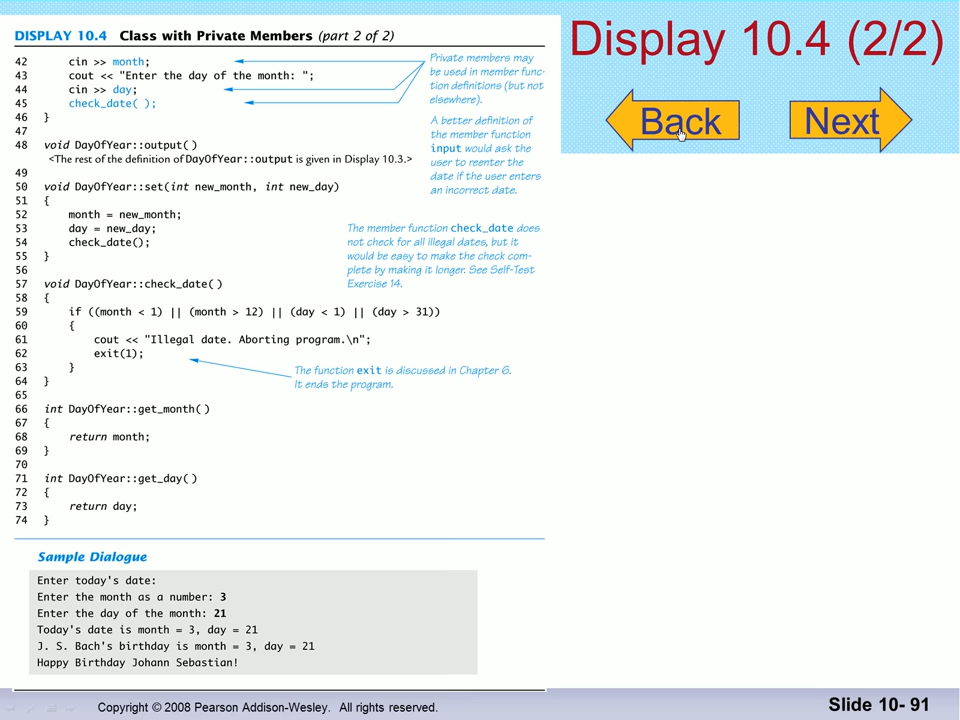 DISPLAY 10.4 Class with Private Members (part 2 of 2)
42 cin >> month;
43 cout << "Enter the day of the month: ";
44 cin >> day;
45 check_date( );
46 }
47
48 void DayOfYear::output( )
<The rest of the definition of DayOfYear::output is given in Display 10.3.>
49
50 void DayOfYear::set(int new_month, int new_day)
51 {
52 month = new_month;
53 day = new_day;
54 check_date();
55 }
56
57 void DayOfYear::check_date( )
58 {
59 if ((month < 1) || (month > 12) || (day < 1) || (day > 31))
60 {
61 cout << "Illegal date. Aborting program.\n";
62 exit(1);
63 }
64 }
65
66 int DayOfYear::get_month( )
67 {
68 return month;
69 }
70
71 int DayOfYear::get_day( )
72 {
73 return day;
74 }
Private members may
be used in member func-
tion definitions (but not
elsewhere).
A better definition of
the member function
input would ask the
user to reenter the
date if the user enters
an incorrect date.
The member function check_date does
not check for all illegal dates, but it
would be easy to make the check com-
plete by making it longer. See Self-Test
Exercise 14.
The function exit is discussed in Chapter 6.
It ends the program.
Sample Dialogue
Enter today's date:
Enter the month as a number: 3
Enter the day of the month: 21
Today's date is month = 3, day = 21
J. S. Bach's birthday is month = 3, day = 21
Happy Birthday Johann Sebastian!
Display 10.4 (2/2)
Back
Next
Copyright © 2008 Pearson Addison-Wesley. All rights reserved.
Slide 10- 91